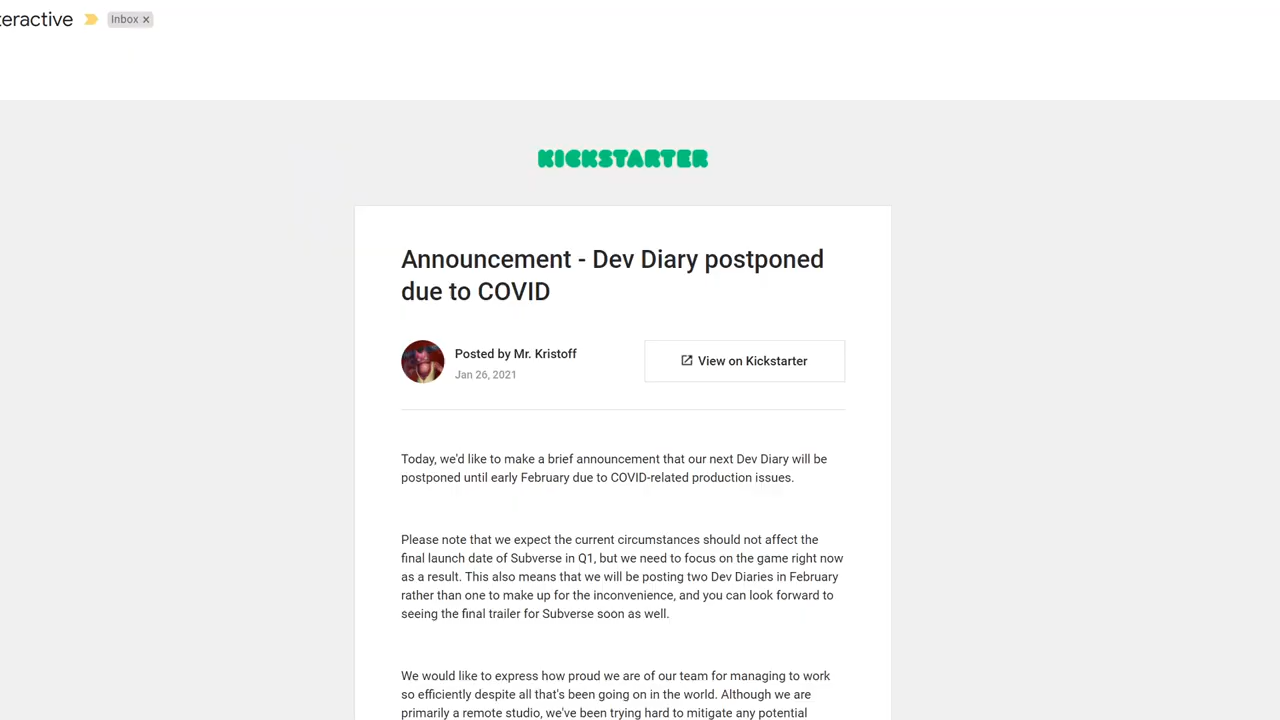 teractive
Inbox ×
KICKSTARTER
Announcement - Dev Diary postponed
due to COVID
Posted by Mr. Kristoff
View on Kickstarter
Jan 26, 2021
Today, we'd like to make a brief announcement that our next Dev Diary will be
postponed until early February due to COVID-related production issues.
Please note that we expect the current circumstances should not affect the
final launch date of Subverse in Q1, but we need to focus on the game right now
as a result. This also means that we will be posting two Dev Diaries in February
rather than one to make up for the inconvenience, and you can look forward to
seeing the final trailer for Subverse soon as well.
We would like to express how proud we are of our team for managing to work
so efficiently despite all that's been going on in the world. Although we are
primarily a remote studio, we've been trying hard to mitigate any potential